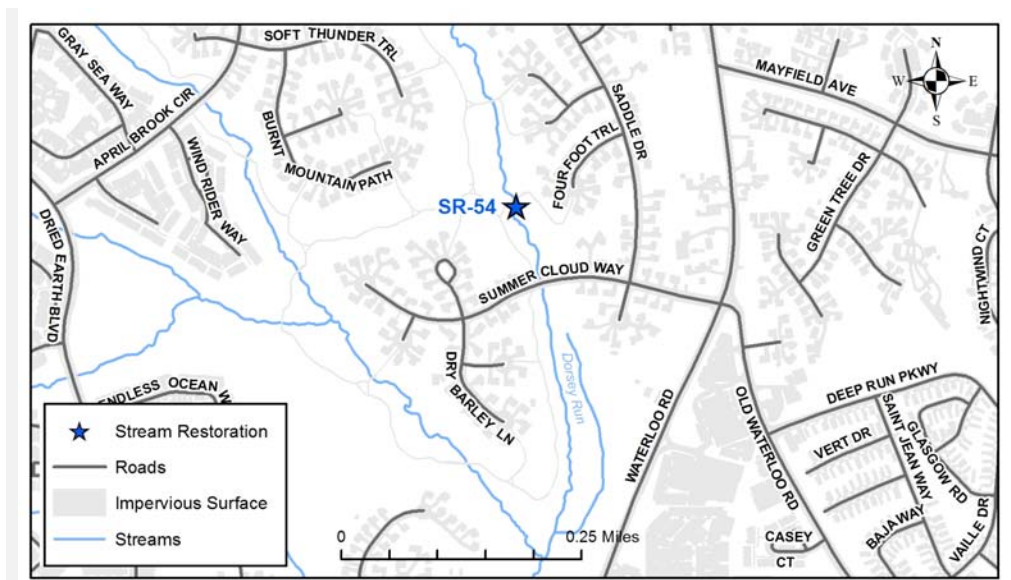 GRAY SEA WAY
SOFT THUNDER TRL
APRIL BROOK CIR
WIND RIDER WAY
BURNT
MOUNTAIN PATH
DRIED EARTH BLVD
SADDLE DR
FOUR FOOT TRL
MAYFIELD AVE
GREEN TREE DR
NIGHTWIND CT
N
W
E
S
SR-54
SUMMER CLOUD WAY
DRY BARLEY LN
Dorsey Run
WATERLOO RD
OLD WATERLOO RD
DEEP RUN PKWY
VERT DR
SAINT JEAN WAY
GLASGOW RD
BAJA WAY
VAILLE DR
CASEY
CT
ENDLESS OCEAN W
Stream Restoration
Roads
Impervious Surface
Streams
0
0.25 Miles